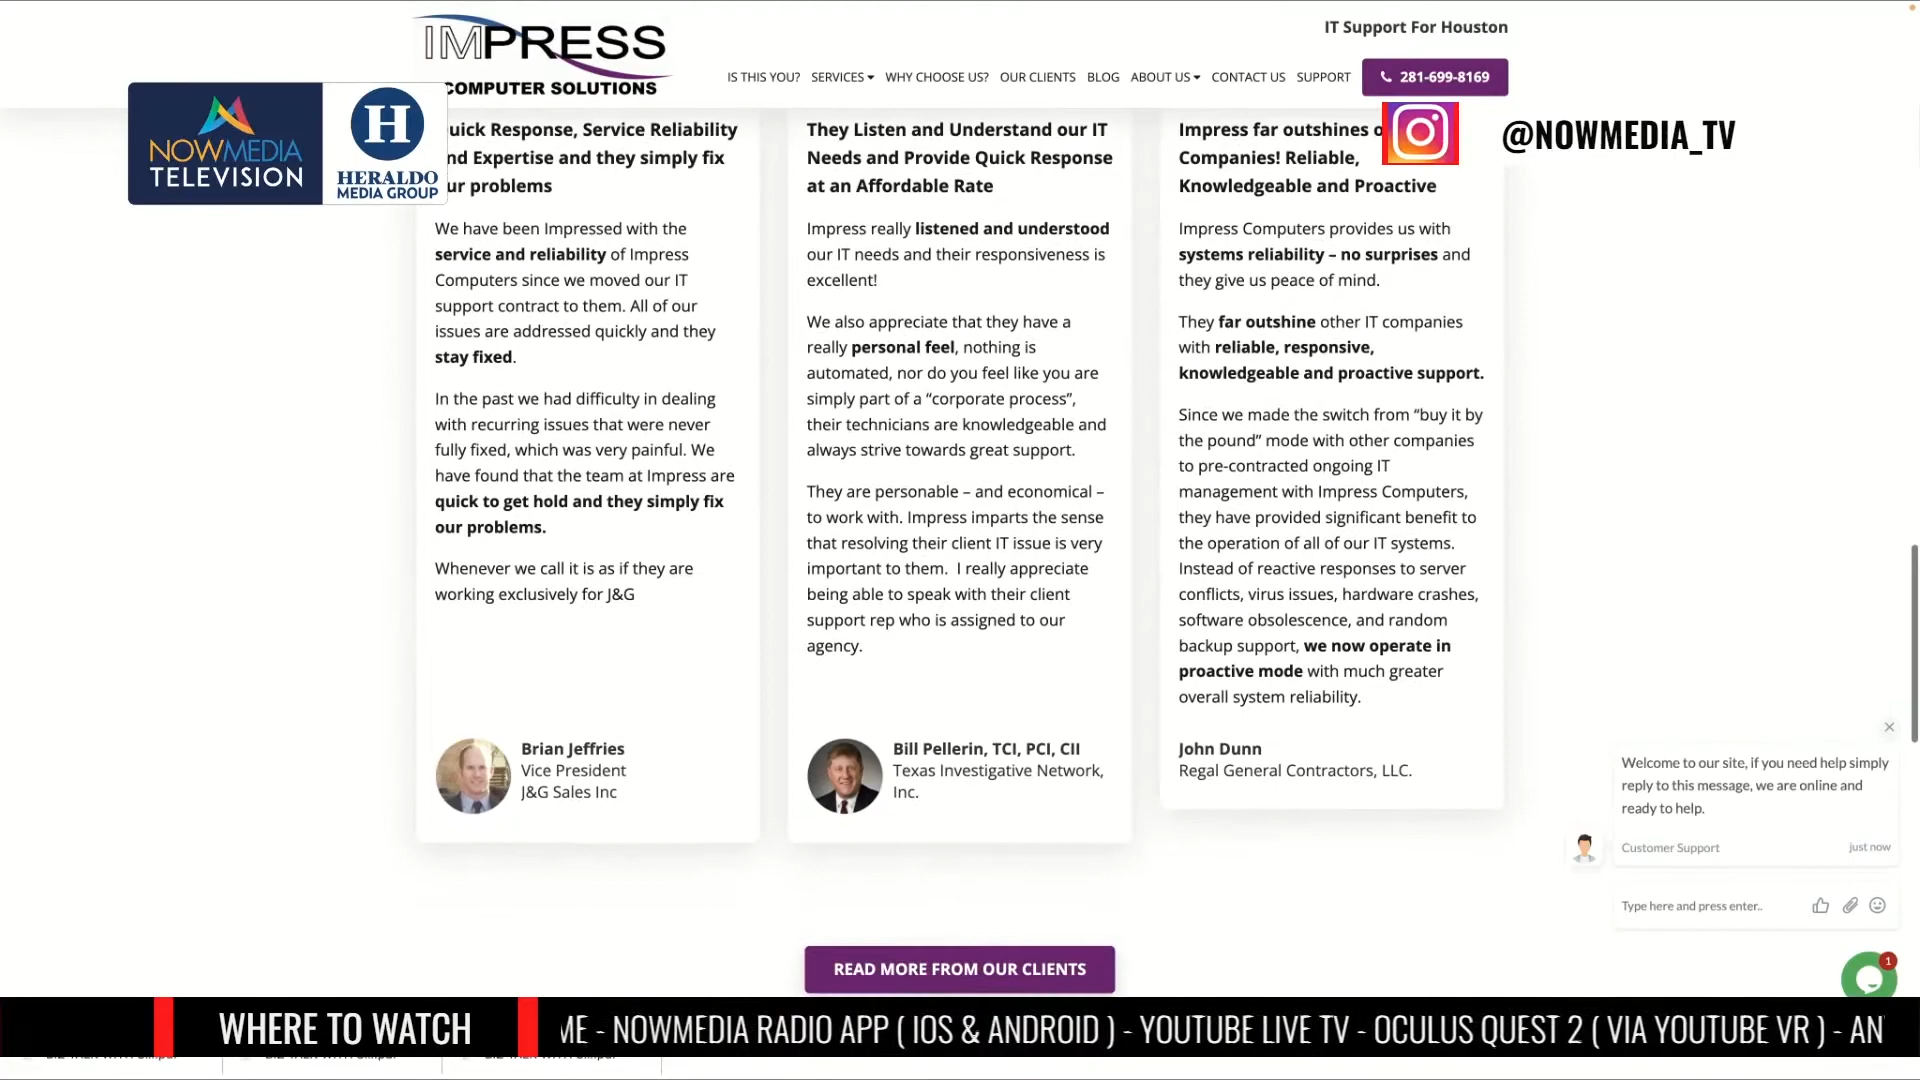 IMPRESS
COMPUTER SOLUTIONS
IT Support For Houston
IS THIS YOU? SERVICES WHY CHOOSE US? OUR CLIENTS BLOG ABOUT US CONTACT US SUPPORT 281-699-8169
NOWMEDIA
TELEVISION
H
HERALDO
MEDIA GROUP
@NOWMEDIA_TV
uick Response, Service Reliability
nd Expertise and they simply fix
ur problems
We have been Impressed with the
service and reliability of Impress
Computers since we moved our IT
support contract to them. All of our
issues are addressed quickly and they
stay fixed.
In the past we had difficulty in dealing
with recurring issues that were never
fully fixed, which was very painful. We
have found that the team at Impress are
quick to get hold and they simply fix
our problems.
Whenever we call it is as if they are
working exclusively for J&G
Brian Jeffries
Vice President
J&G Sales Inc
They Listen and Understand our IT
Needs and Provide Quick Response
at an Affordable Rate
Impress really listened and understood
our IT needs and their responsiveness is
excellent!
We also appreciate that they have a
really personal feel, nothing is
automated, nor do you feel like you are
simply part of a “corporate process”,
their technicians are knowledgeable and
always strive towards great support.
They are personable – and economical –
to work with. Impress imparts the sense
that resolving their client IT issue is very
important to them. I really appreciate
being able to speak with their client
support rep who is assigned to our
agency.
Bill Pellerin, TCI, PCI, CII
Texas Investigative Network,
Inc.
Impress far outshines o
Companies! Reliable,
Knowledgeable and Proactive
Impress Computers provides us with
systems reliability – no surprises and
they give us peace of mind.
They far outshine other IT companies
with reliable, responsive,
knowledgeable and proactive support.
Since we made the switch from “buy it by
the pound” mode with other companies
to pre-contracted ongoing IT
management with Impress Computers,
they have provided significant benefit to
the operation of all of our IT systems.
Instead of reactive responses to server
conflicts, virus issues, hardware crashes,
software obsolescence, and random
backup support, we now operate in
proactive mode with much greater
overall system reliability.
John Dunn
Regal General Contractors, LLC.
Welcome to our site, if you need help simply
reply to this message, we are online and
ready to help.
Customer Support just now
Type here and press enter..
1
READ MORE FROM OUR CLIENTS
WHERE TO WATCH ME - NOWMEDIA RADIO APP ( IOS & ANDROID ) - YOUTUBE LIVE TV - OCULUS QUEST 2 ( VIA YOUTUBE VR ) - AN